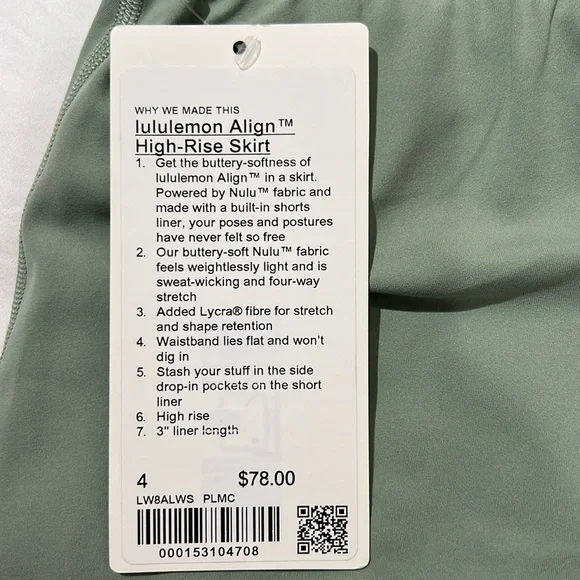 WHY WE MADE THIS
lululemon Align™
High-Rise Skirt
1. Get the buttery-softness of
lululemon Align™ in a skirt.
Powered by Nulu™ fabric and
made with a built-in shorts
liner, your poses and postures
have never felt so free
2. Our buttery-soft Nulu™ fabric
feels weightlessly light and is
sweat-wicking and four-way
stretch
3. Added Lycra® fibre for stretch
and shape retention
4. Waistband lies flat and won't
dig in
5. Stash your stuff in the side
drop-in pockets on the short
liner
6. High rise
7. 3" liner length
4 $78.00
LW8ALWS PLMC
000153104708